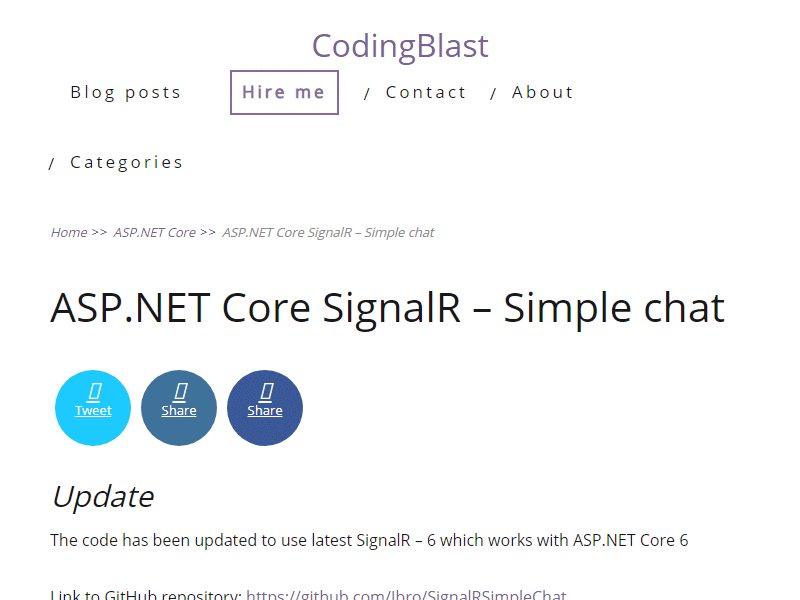 CodingBlast
Blog posts Hire me / Contact / About
/ Categories
Home >> ASP.NET Core >> ASP.NET Core SignalR – Simple chat
ASP.NET Core SignalR – Simple chat
Tweet Share Share
Update
The code has been updated to use latest SignalR – 6 which works with ASP.NET Core 6
Link to GitHub repository: https://github.com/Ibro/SignalRSimpleChat